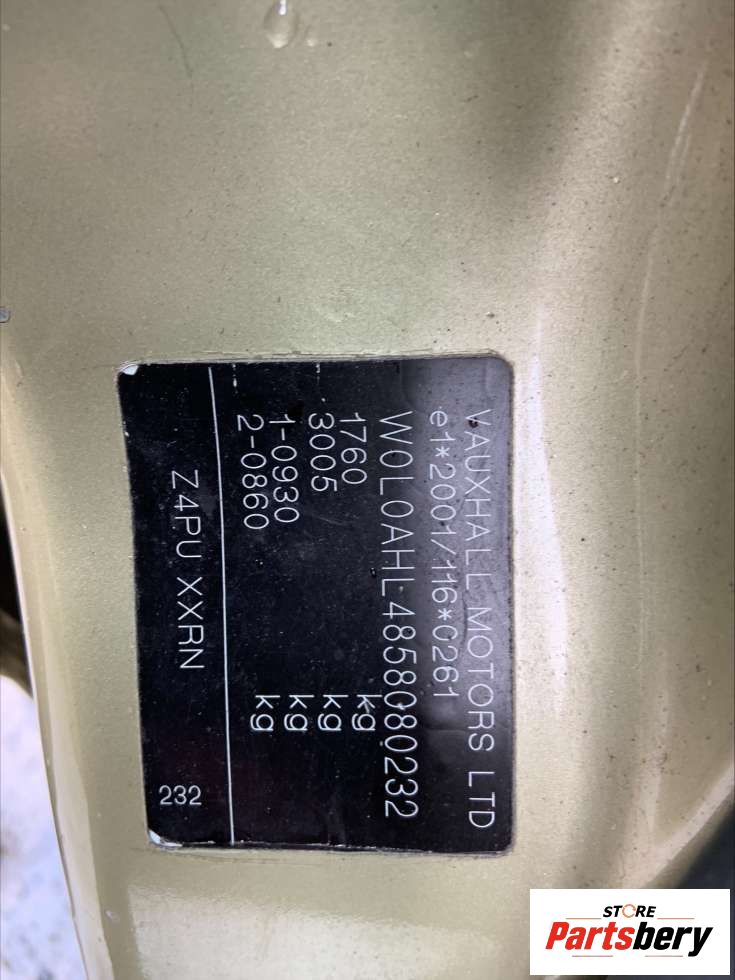 VAUXHALL MOTORS LTD
e1*2001/116*0261
W0L0AHL4858080232
1760 kg
3005 kg
1-0930 kg
2-0860 kg
Z4PU XXRN 232
STORE
Partsbery